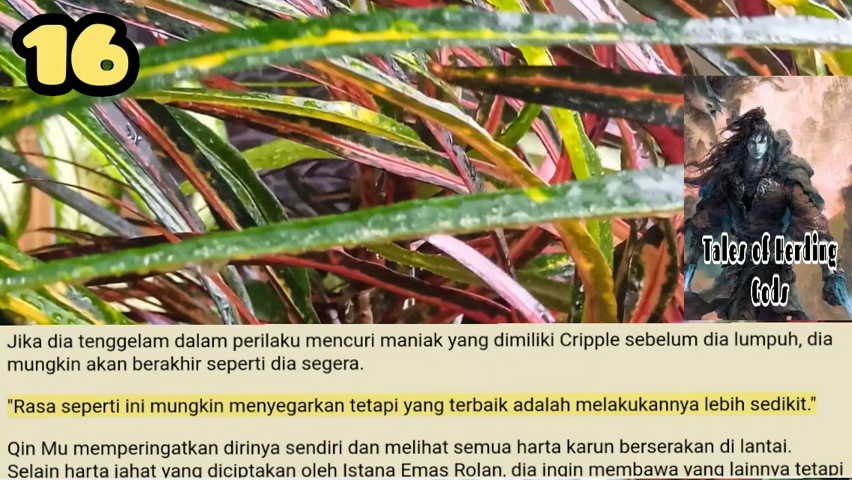 16
Tales of Herding
Gods
Jika dia tenggelam dalam perilaku mencuri maniak yang dimiliki Cripple sebelum dia lumpuh, dia
mungkin akan berakhir seperti dia segera.
"Rasa seperti ini mungkin menyegarkan tetapi yang terbaik adalah melakukannya lebih sedikit."
Qin Mu memperingatkan dirinya sendiri dan melihat semua harta karun berserakan di lantai.
Selain harta jahat yang diciptakan oleh Istana Emas Rolan, dia ingin membawa yang lainnya tetapi